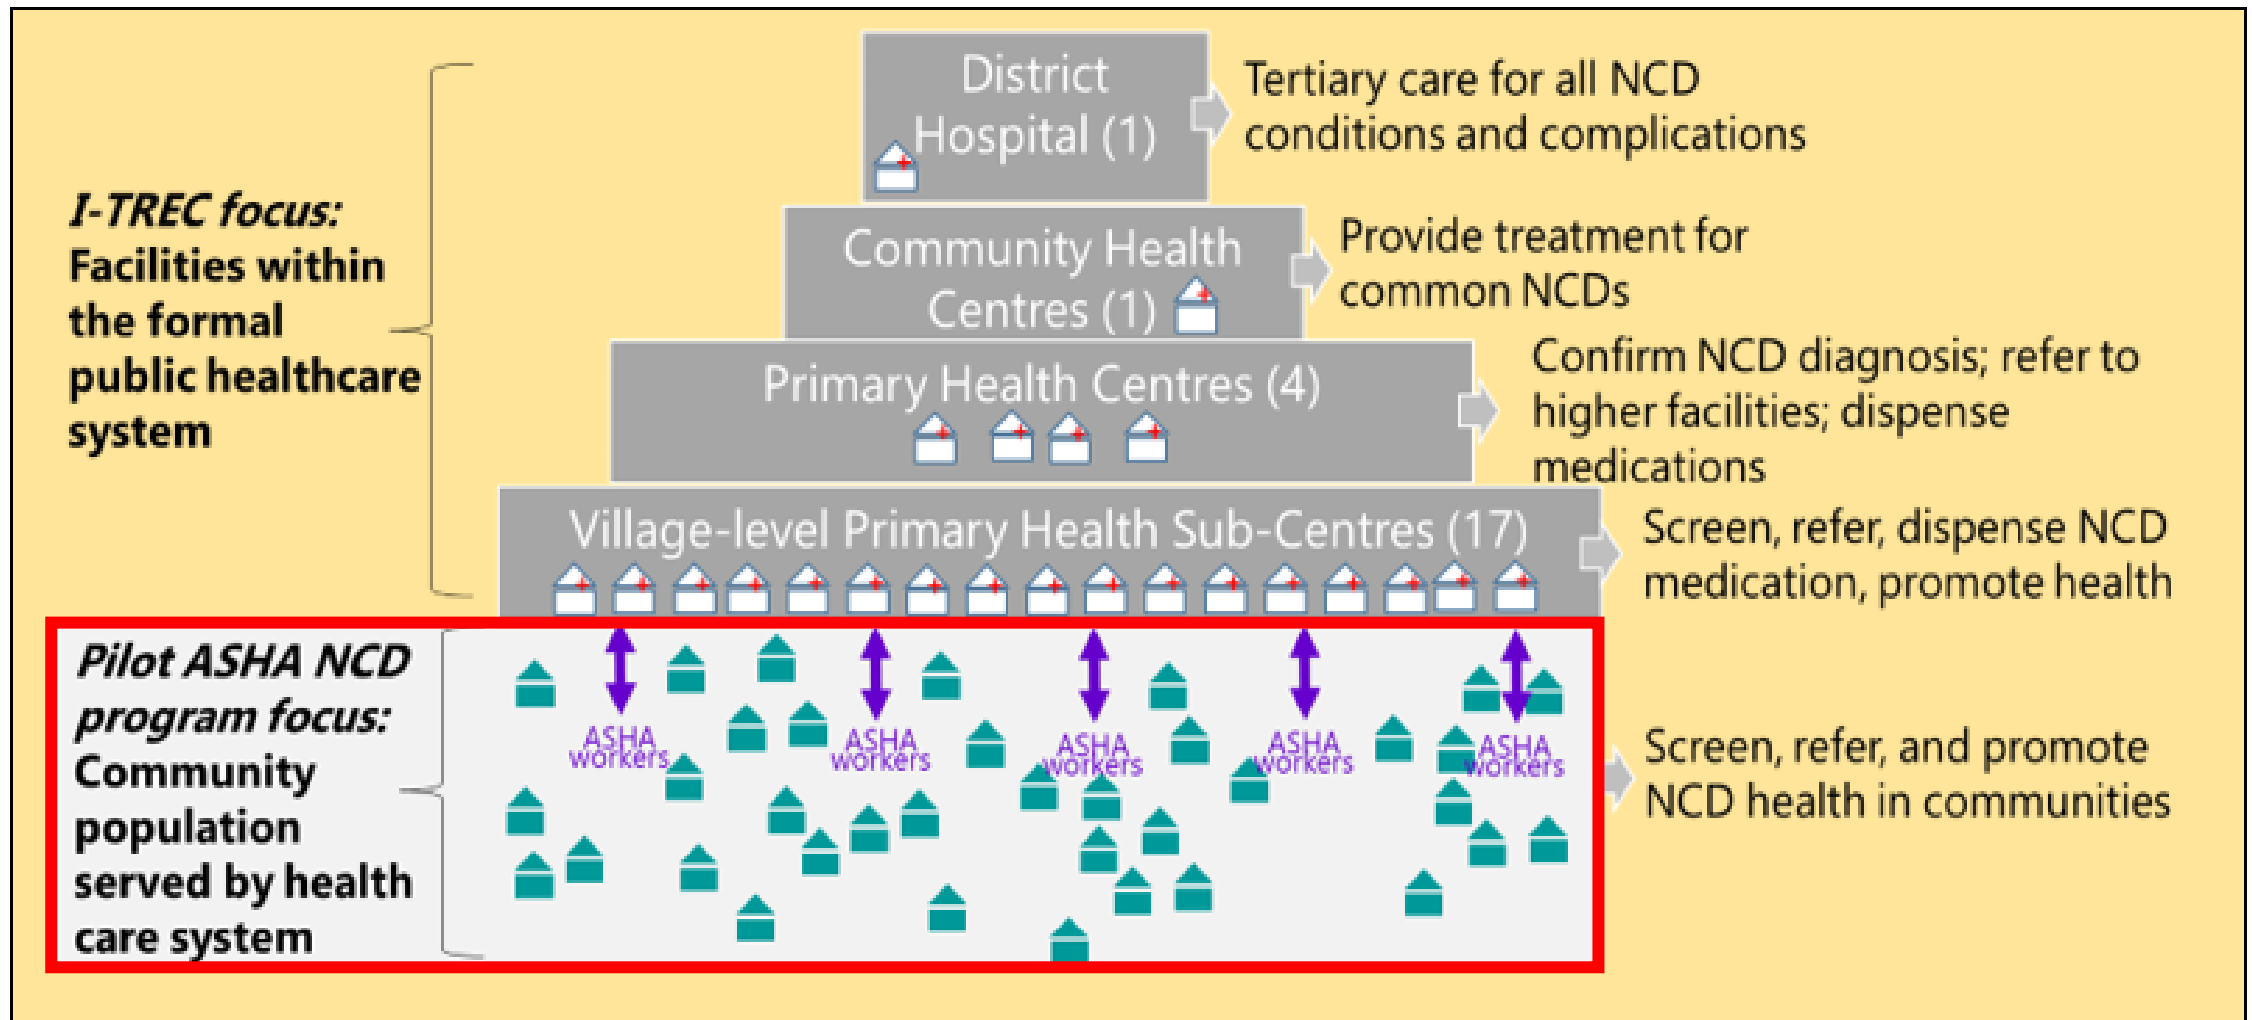 District
Hospital (1)
Tertiary care for all NCD
conditions and complications
I-TREC focus:
Facilities within
the formal
public healthcare
system
Community Health
Centres (1)
Provide treatment for
common NCDs
Primary Health Centres (4)
Confirm NCD diagnosis; refer to
higher facilities; dispense
medications
Village-level Primary Health Sub-Centres (17)
Screen, refer, dispense NCD
medication, promote health
Pilot ASHA NCD
program focus:
Community
population
served by health
care system
ASHA
workers
ASHA
workers
ASHA
workers
ASHA
workers
ASHA
workers
Screen, refer, and promote
NCD health in communities